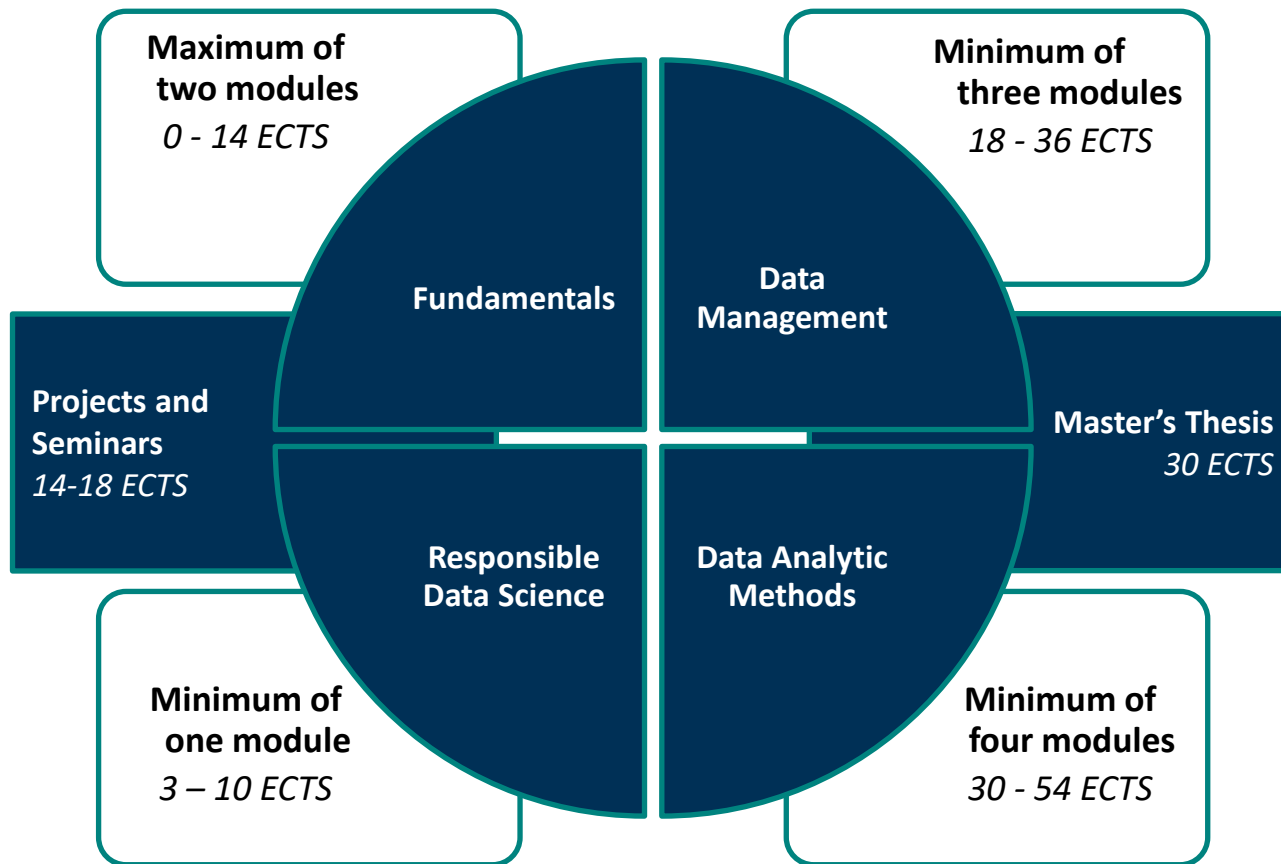 Maximum of
two modules
0 - 14 ECTS
Minimum of
three modules
18 - 36 ECTS
Fundamentals
Data
Management
Projects and
Seminars
14-18 ECTS
Master's Thesis
30 ECTS
Responsible
Data Science
Data Analytic
Methods
Minimum of
one module
3 – 10 ECTS
Minimum of
four modules
30 - 54 ECTS